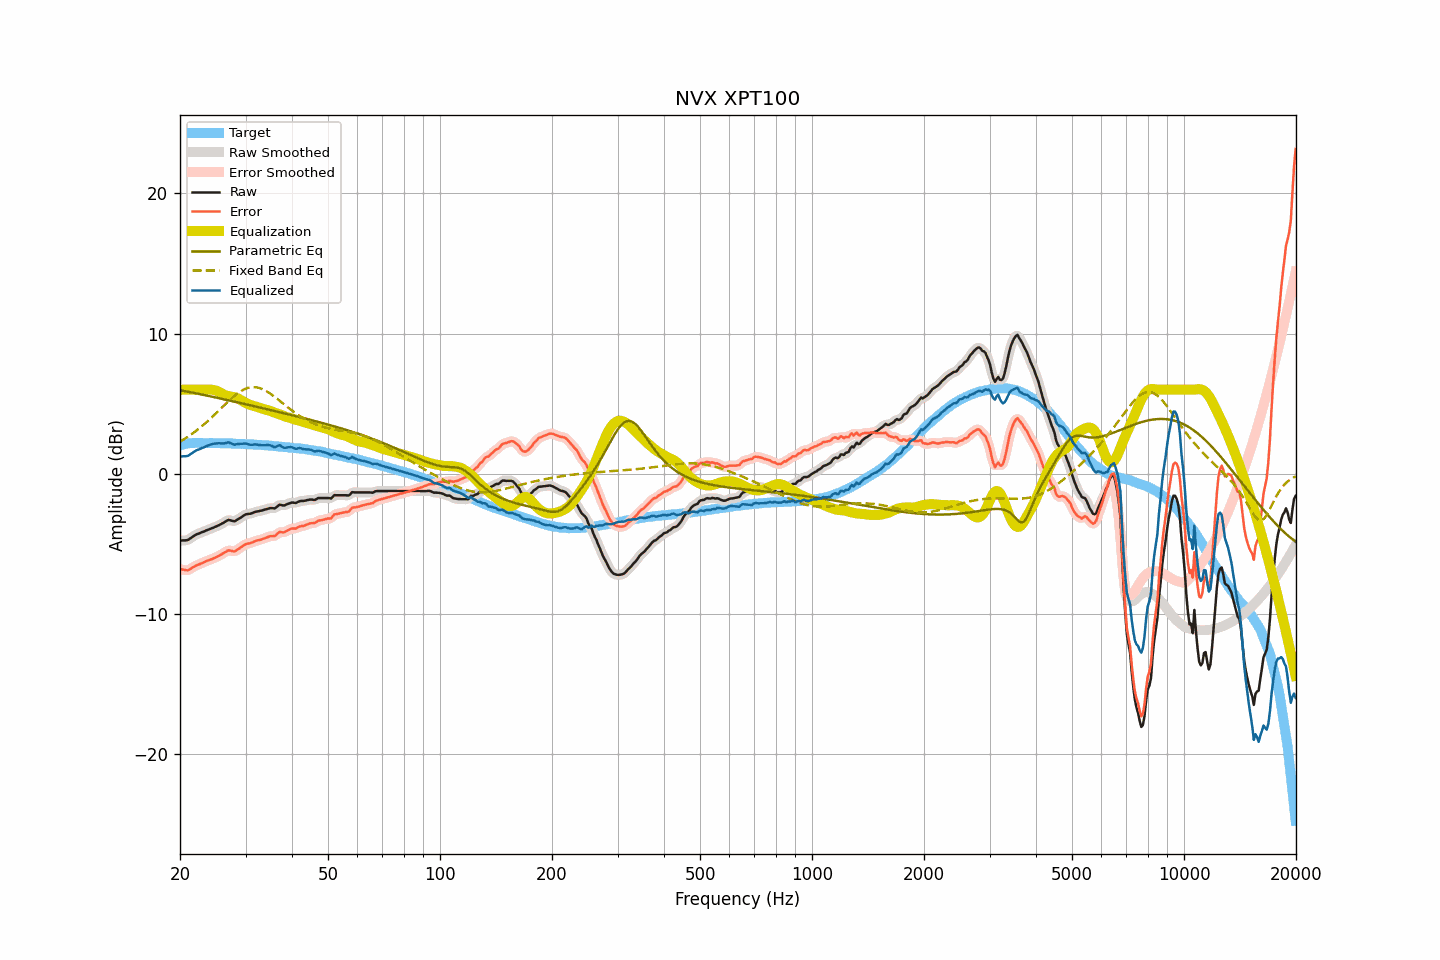 NVX XPT100
Target
Raw Smoothed
Error Smoothed
Raw
Error
Equalization
Parametric Eq
Fixed Band Eq
Equalized
20
10
0
−10
−20
Amplitude (dBr)
20 50 100 200 500 1000 2000 5000 10000 20000
Frequency (Hz)